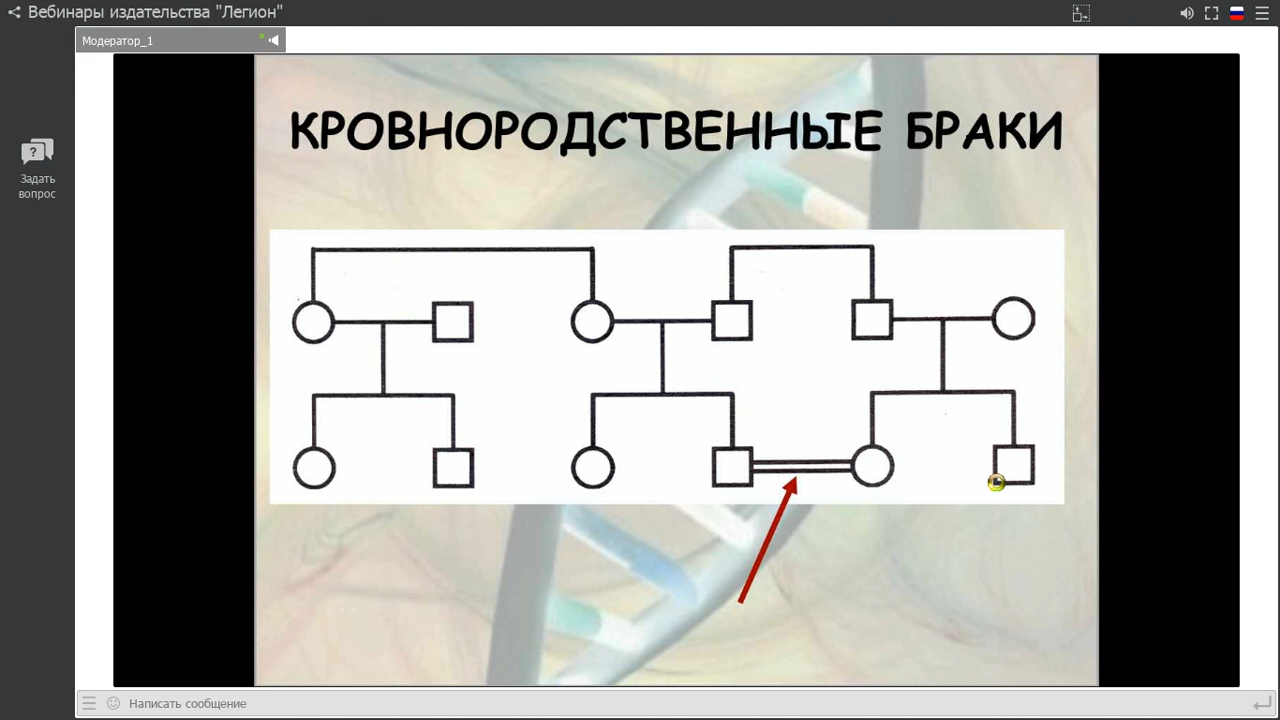 Вебинары издательства "Легион"
Модератор_1
Задать
вопрос
КРОВНОРОДСТВЕННЫЕ БРАКИ
Написать сообщение